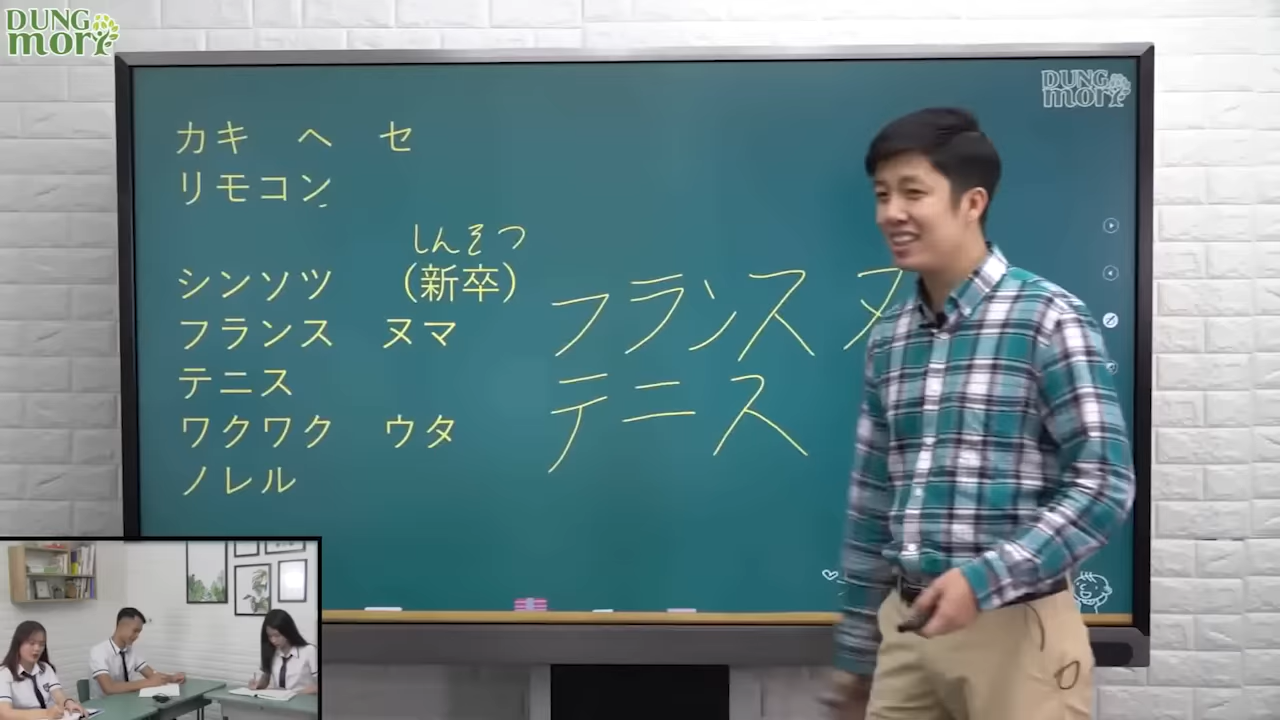 DUNG
mori
DUNG
mori
カキ ヘ セ
リモコン
しんそつ
シンソツ (新卒)
フランス ヌマ
テニス
ワクワク ウタ
ノレル
フランス ヌ
テニス